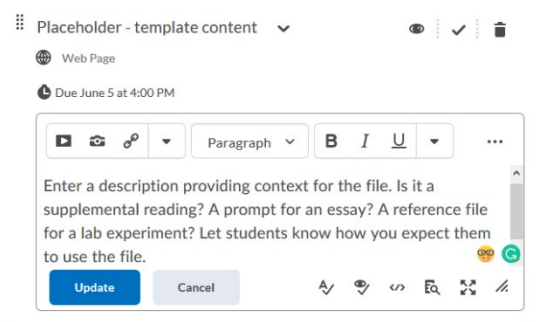 Placeholder - template content
Web Page
Due June 5 at 4:00 PM
Paragraph B I U
Enter a description providing context for the file. Is it a
supplemental reading? A prompt for an essay? A reference file
for a lab experiment? Let students know how you expect them
to use the file.
Update Cancel